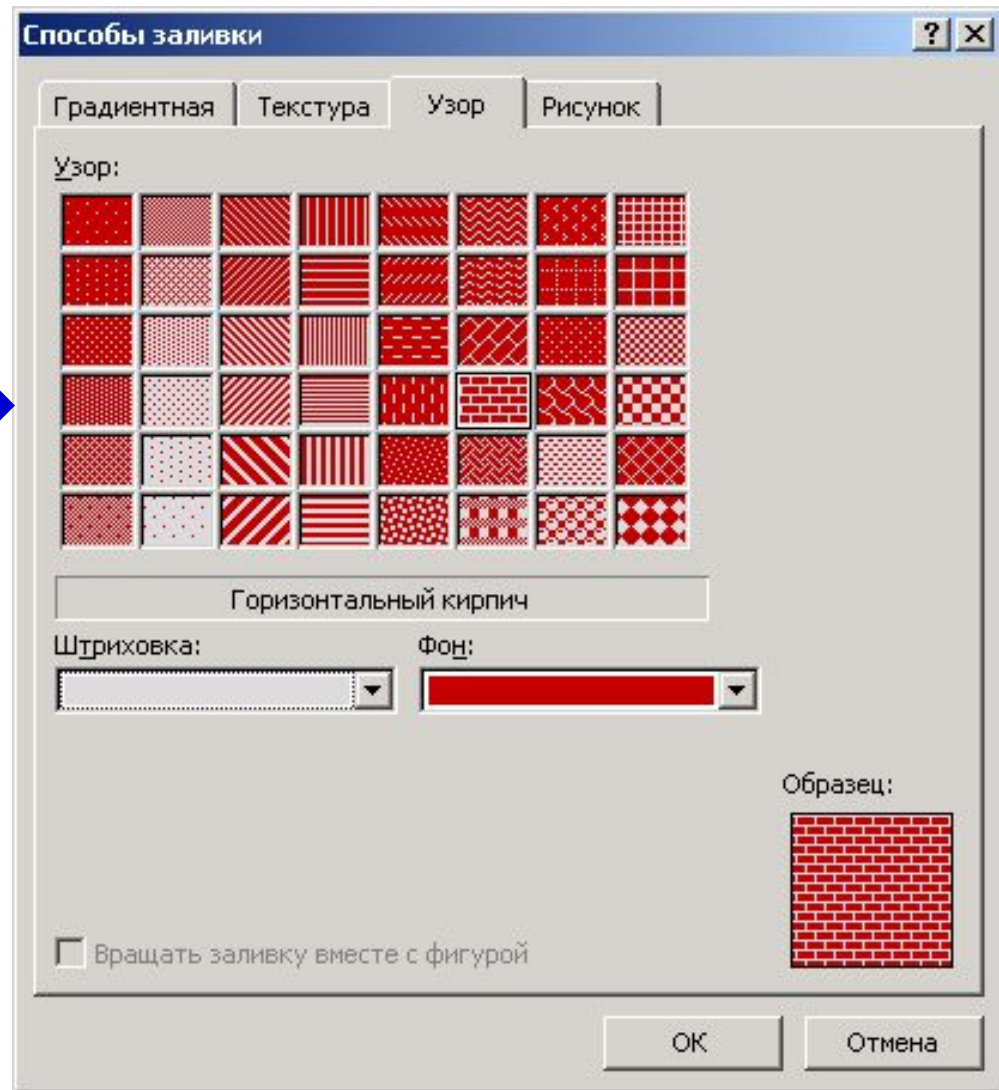 Способы заливки
Градиентная Текстура Узор Рисунок
Узор:
Горизонтальный кирпич
Штриховка: Фон:
Образец:
Вращать заливку вместе с фигурой
ОК Отмена